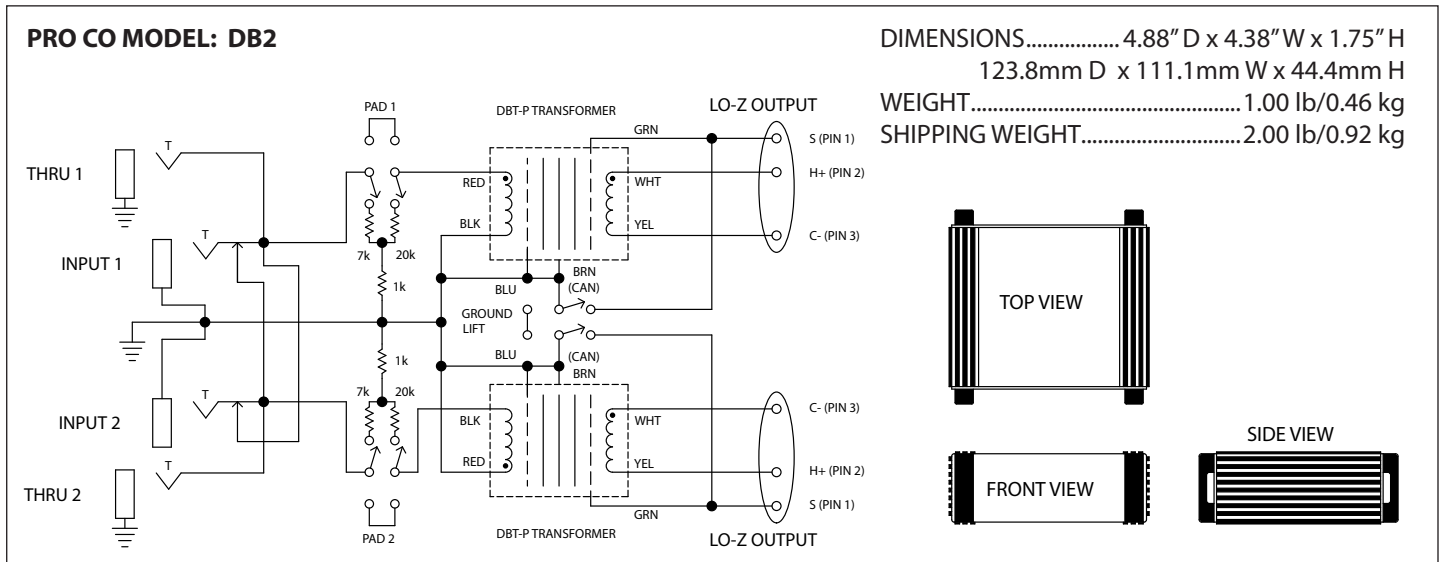 PRO CO MODEL: DB2
DIMENSIONS................. 4.88” D x 4.38” W x 1.75” H
123.8mm D x 111.1mm W x 44.4mm H
WEIGHT.................................................1.00 lb/0.46 kg
SHIPPING WEIGHT........................2.00 lb/0.92 kg
PAD 1
DBT-P TRANSFORMER
LO-Z OUTPUT
GRN
S (PIN 1)
T
THRU 1
RED
WHT
H+ (PIN 2)
BLK
YEL
C- (PIN 3)
T
INPUT 1
7k
20k
1k
BLU
BRN
(CAN)
GROUND
LIFT
TOP VIEW
1k
BLU
(CAN)
BRN
7k
20k
T
INPUT 2
BLK
WHT
C- (PIN 3)
RED
YEL
H+ (PIN 2)
T
THRU 2
GRN
S (PIN 1)
PAD 2
DBT-P TRANSFORMER
LO-Z OUTPUT
SIDE VIEW
FRONT VIEW